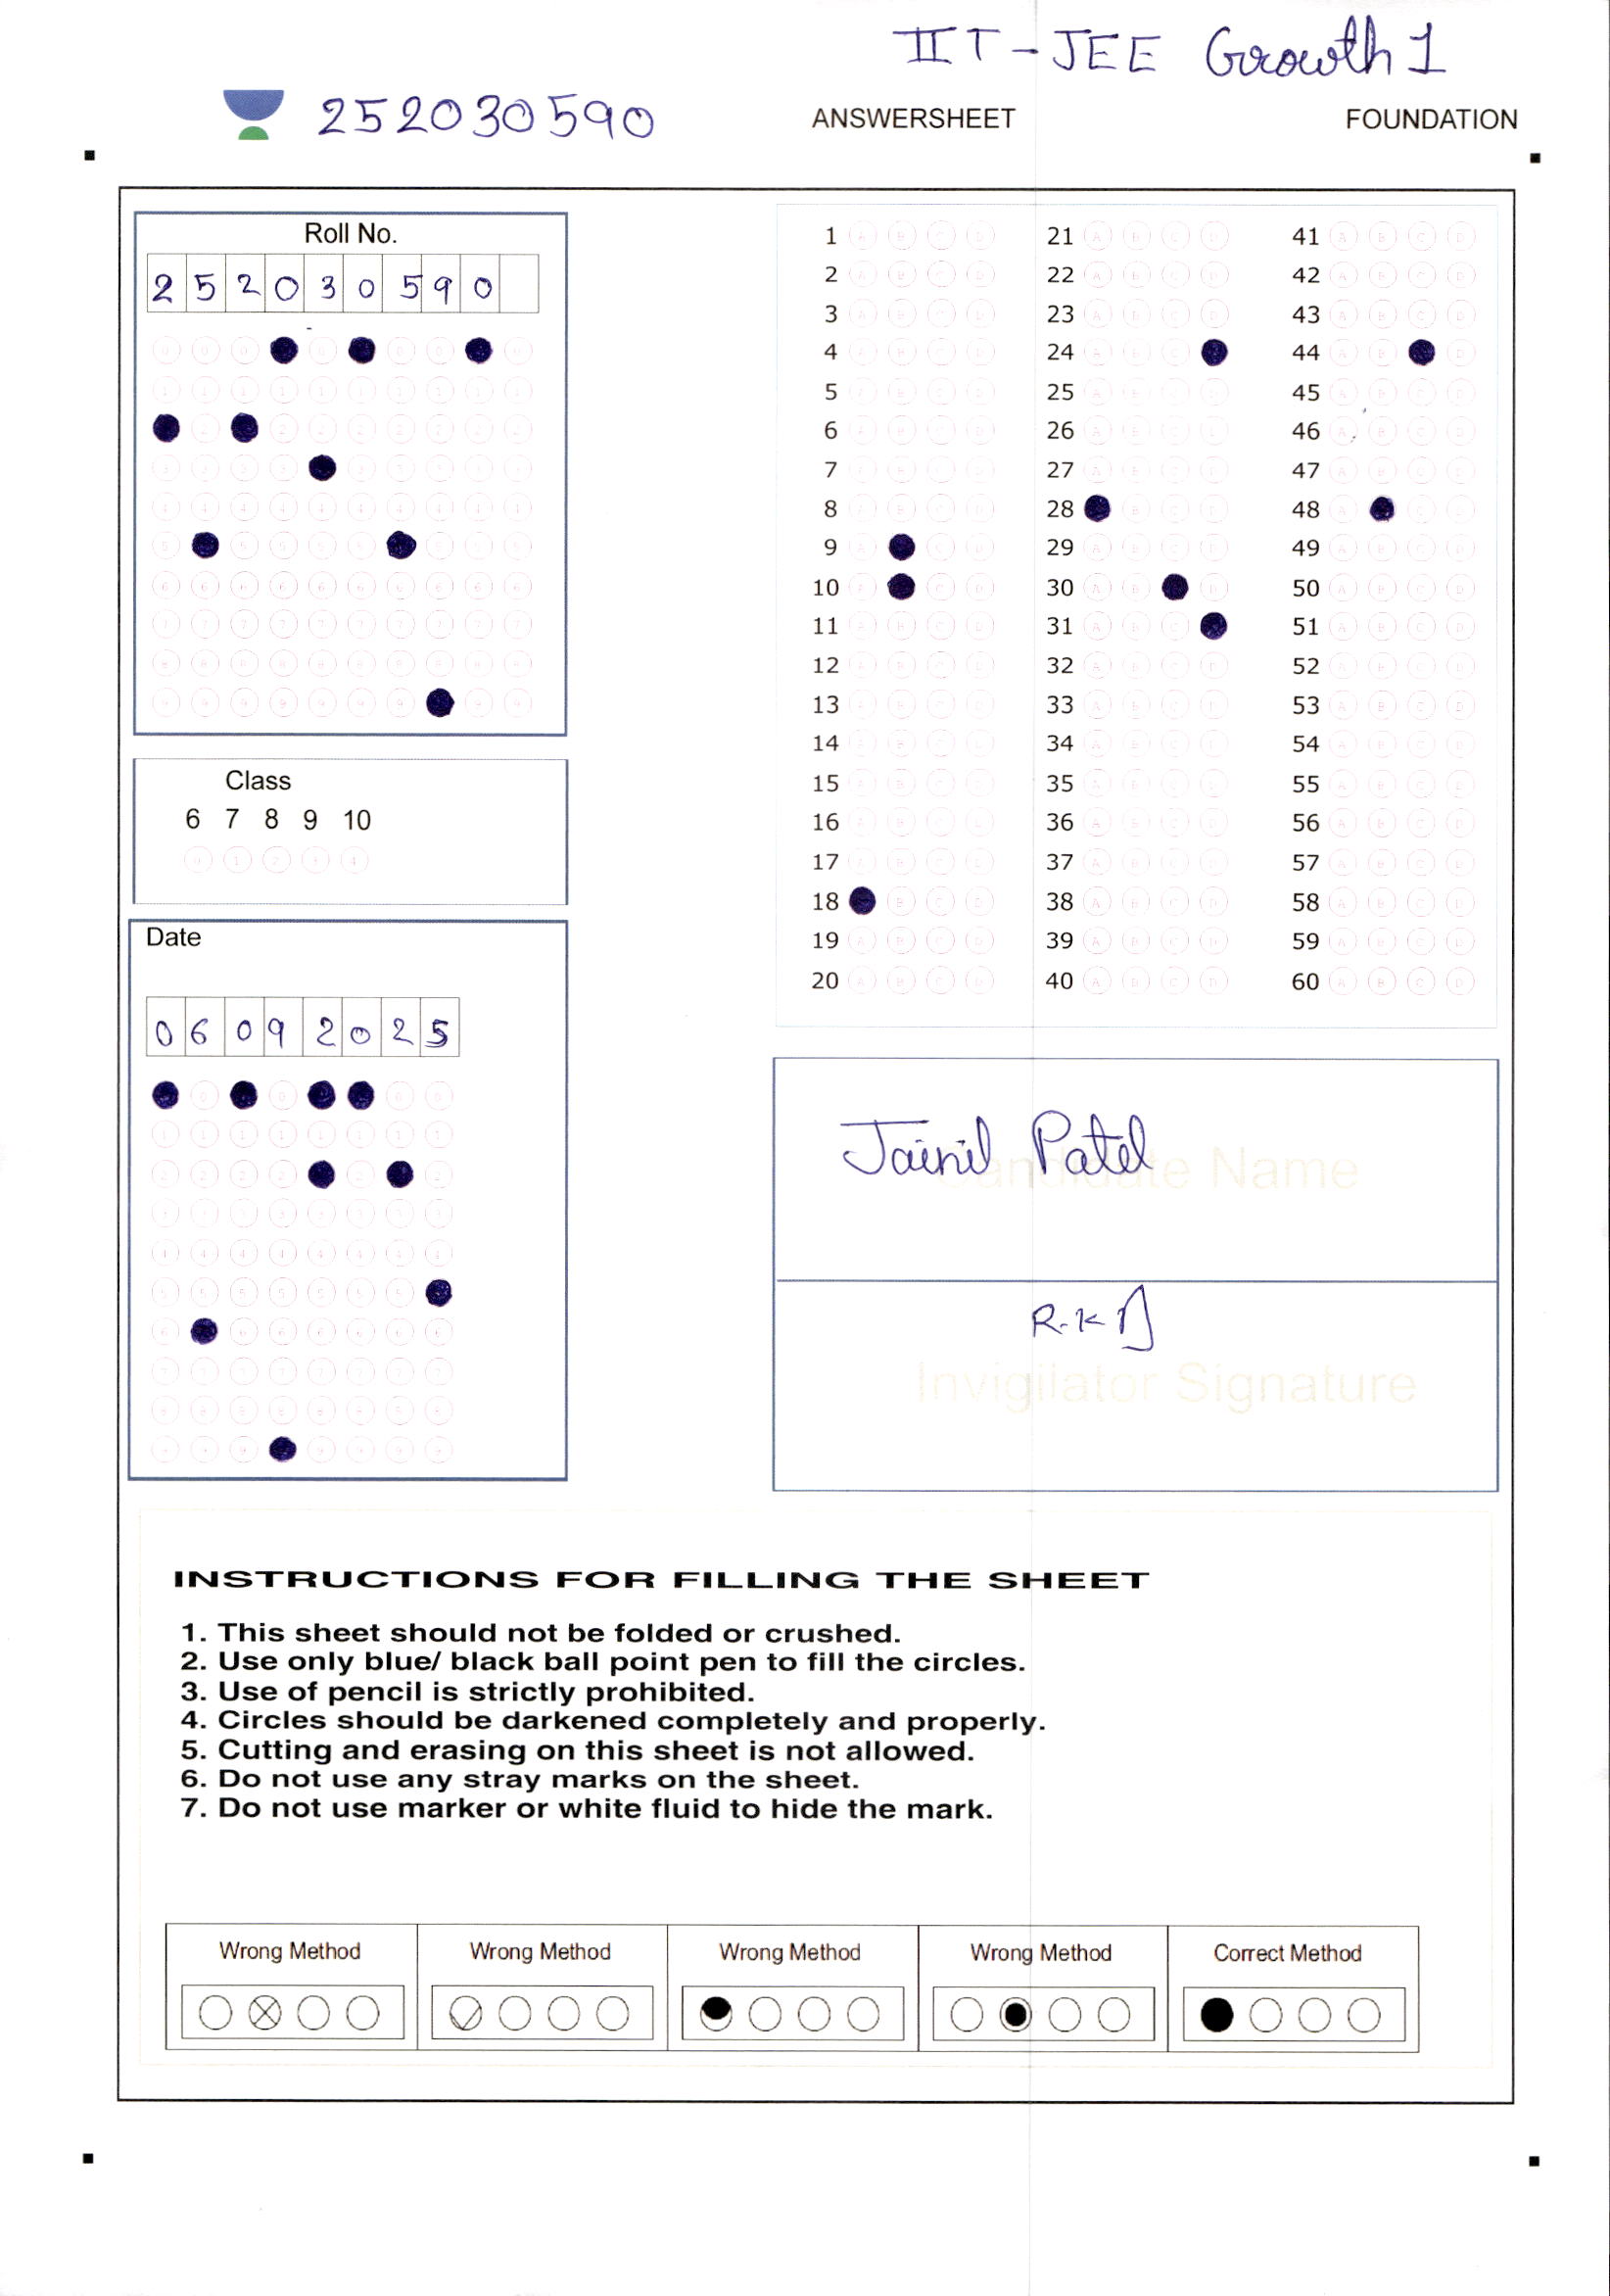 IIT-JEE Growth 1
252030590 ANSWERSHEET FOUNDATION
Roll No.
2 5 2 0 3 0 5 9 0
Class
6 7 8 9 10
Date
0 6 0 9 2 0 2 5
1 A B C D
2 A B C D
3 A B C D
4 A B C D
5 A B C D
6 A B C D
7 A B C D
8 A B C D
9 A C D
10 A C D
11 A B C D
12 A B C D
13 A B C D
14 A B C D
15 A B C D
16 A B C D
17 A B C D
18 B C D
19 A B C D
20 A B C D
21 A B C D
22 A B C D
23 A B C D
24 A B C
25 A B C D
26 A B C D
27 A B C D
28 B C D
29 A B C D
30 A B D
31 A B C
32 A B C D
33 A B C D
34 A B C D
35 A B C D
36 A B C D
37 A B C D
38 A B C D
39 A B C D
40 A B C D
41 A B C D
42 A B C D
43 A B C D
44 A B D
45 A B C D
46 A B C D
47 A B C D
48 A C D
49 A B C D
50 A B C D
51 A B C D
52 A B C D
53 A B C D
54 A B C D
55 A B C D
56 A B C D
57 A B C D
58 A B C D
59 A B C D
60 A B C D
Jainil Patel
Candidate Name
Invigilator Signature
INSTRUCTIONS FOR FILLING THE SHEET
1. This sheet should not be folded or crushed.
2. Use only blue/ black ball point pen to fill the circles.
3. Use of pencil is strictly prohibited.
4. Circles should be darkened completely and properly.
5. Cutting and erasing on this sheet is not allowed.
6. Do not use any stray marks on the sheet.
7. Do not use marker or white fluid to hide the mark.
Wrong Method Wrong Method Wrong Method Wrong Method Correct Method